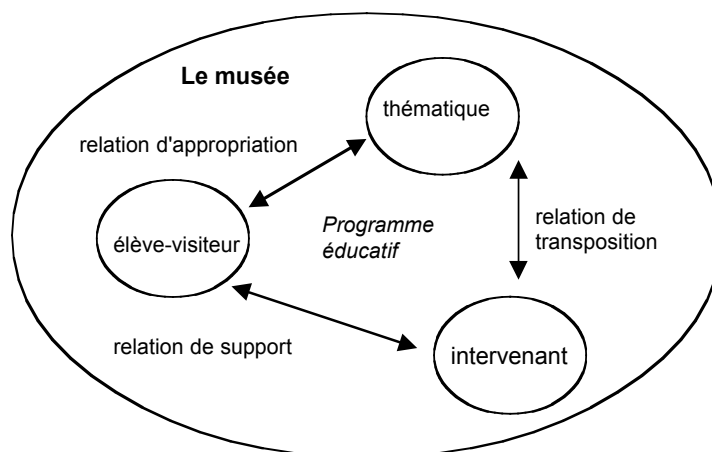 Le musée
thématique
relation d'appropriation
élève-visiteur
Programme
éducatif
relation de
transposition
relation de support
intervenant